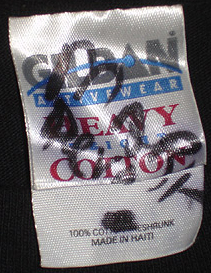 GILDAN
ACTIVEWEAR
HEAVY
COTTON
100% COTTON PRESHRUNK
MADE IN HAITI